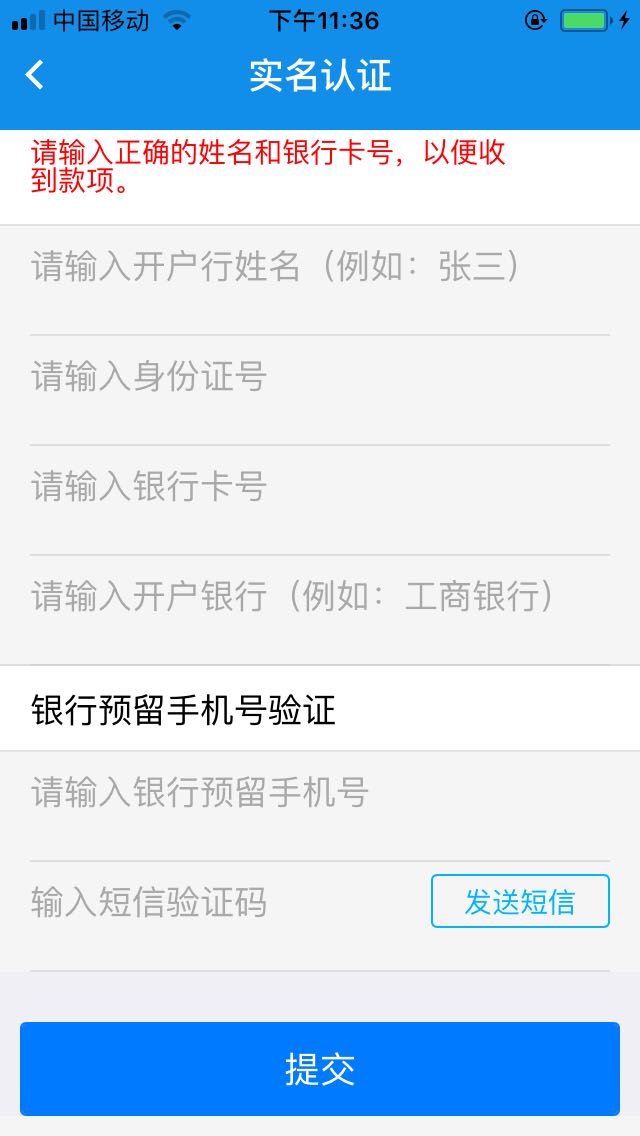 中国移动 下午11:36
实名认证
请输入正确的姓名和银行卡号，以便收
到款项。
请输入开户行姓名（例如：张三）
请输入身份证号
请输入银行卡号
请输入开户银行（例如：工商银行）
银行预留手机号验证
请输入银行预留手机号
输入短信验证码 发送短信
提交